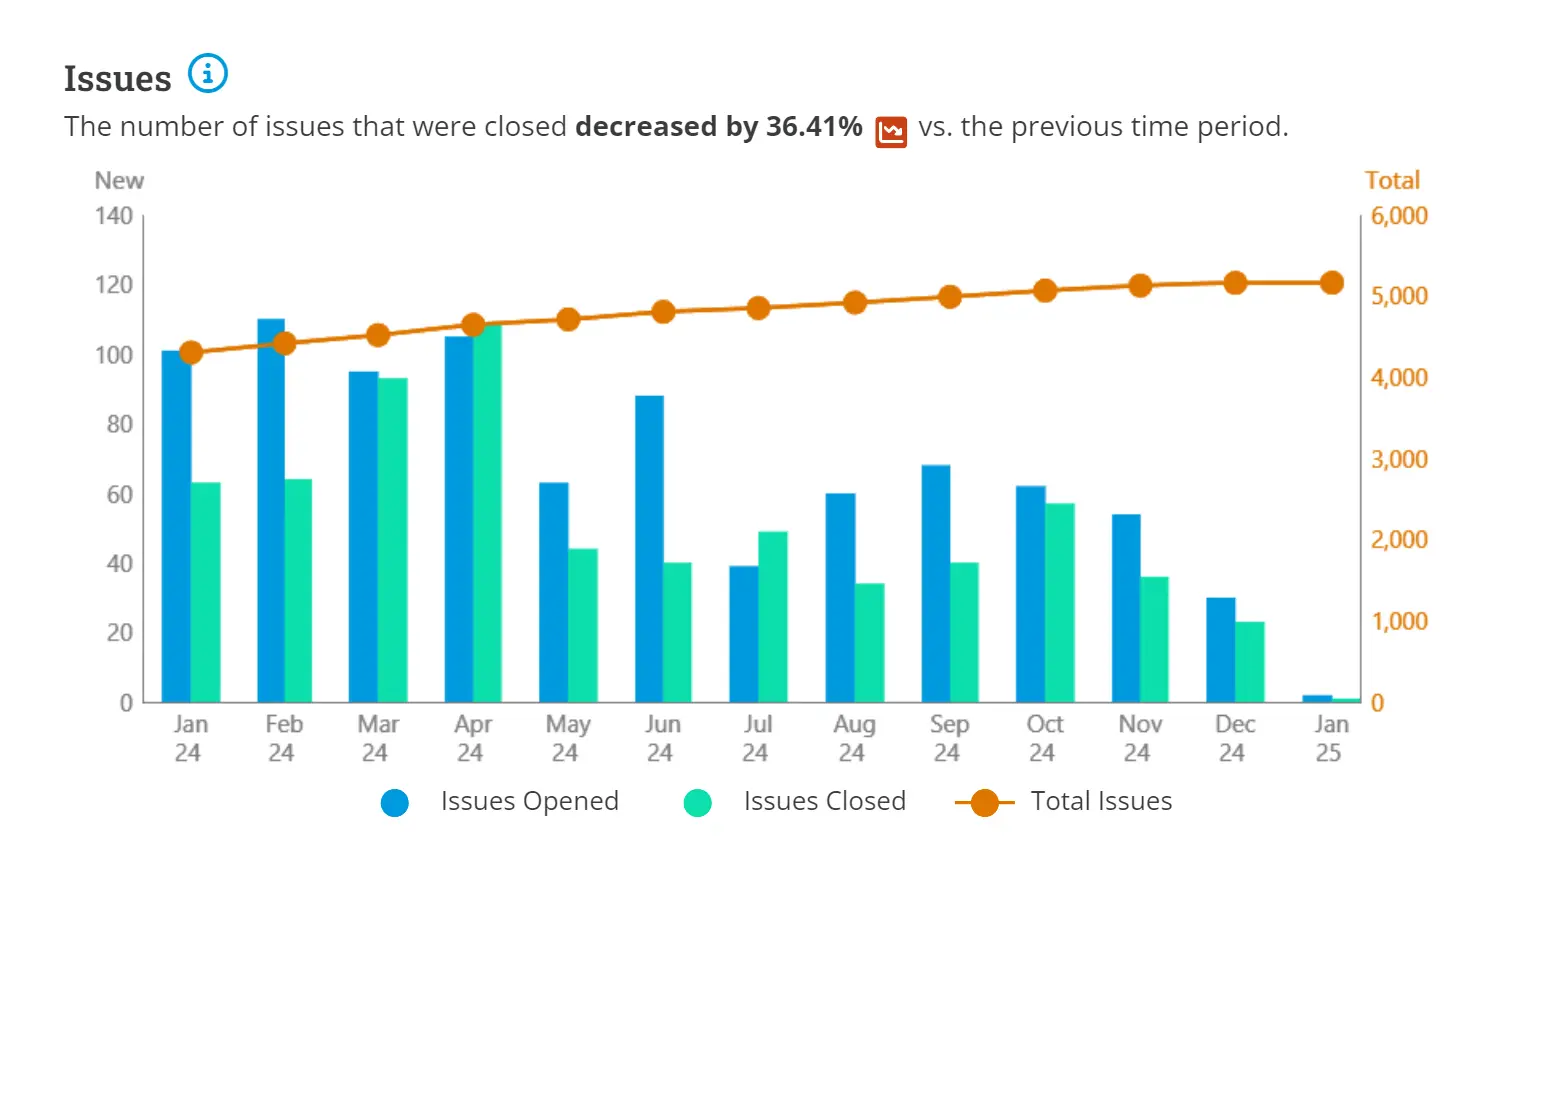 Issues
The number of issues that were closed decreased by 36.41% vs. the previous time period.
New
Total
140
120
100
80
60
40
20
0
6,000
5,000
4,000
3,000
2,000
1,000
0
Jan 24
Feb 24
Mar 24
Apr 24
May 24
Jun 24
Jul 24
Aug 24
Sep 24
Oct 24
Nov 24
Dec 24
Jan 25
Issues Opened
Issues Closed
Total Issues